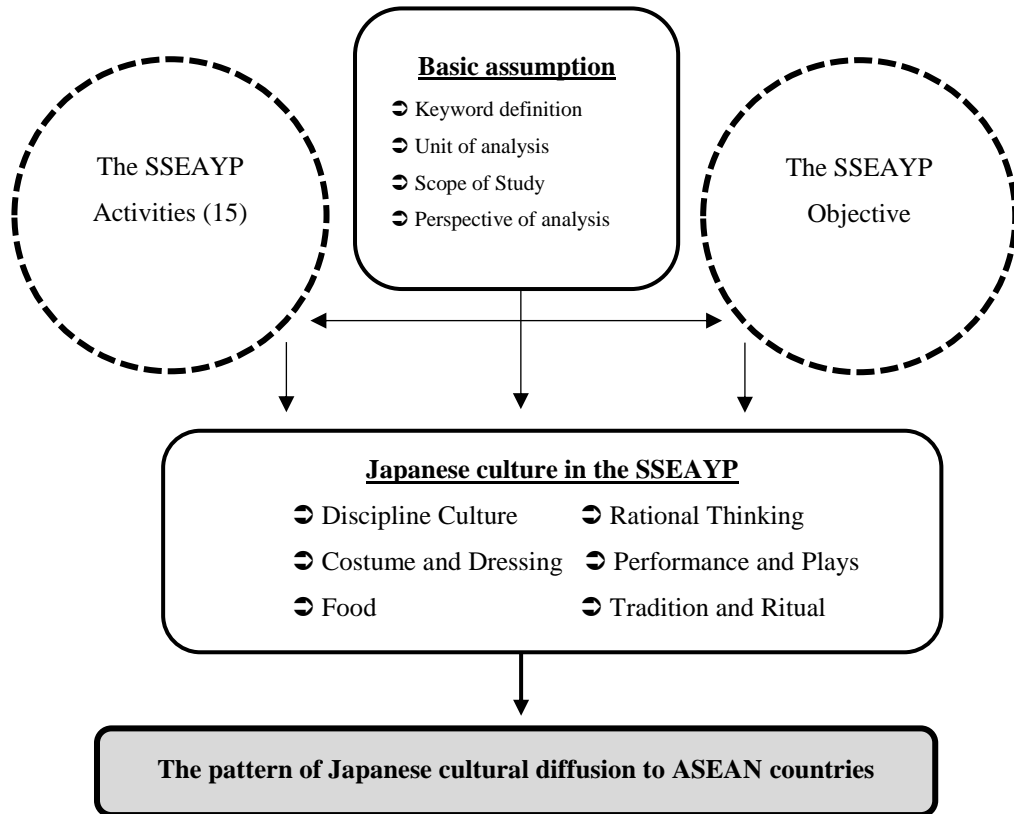 Basic assumption
➲ Keyword definition
➲ Unit of analysis
➲ Scope of Study
➲ Perspective of analysis
The SSEAYP
Activities (15)
The SSEAYP
Objective
Japanese culture in the SSEAYP
➲ Discipline Culture ➲ Rational Thinking
➲ Costume and Dressing ➲ Performance and Plays
➲ Food ➲ Tradition and Ritual
The pattern of Japanese cultural diffusion to ASEAN countries